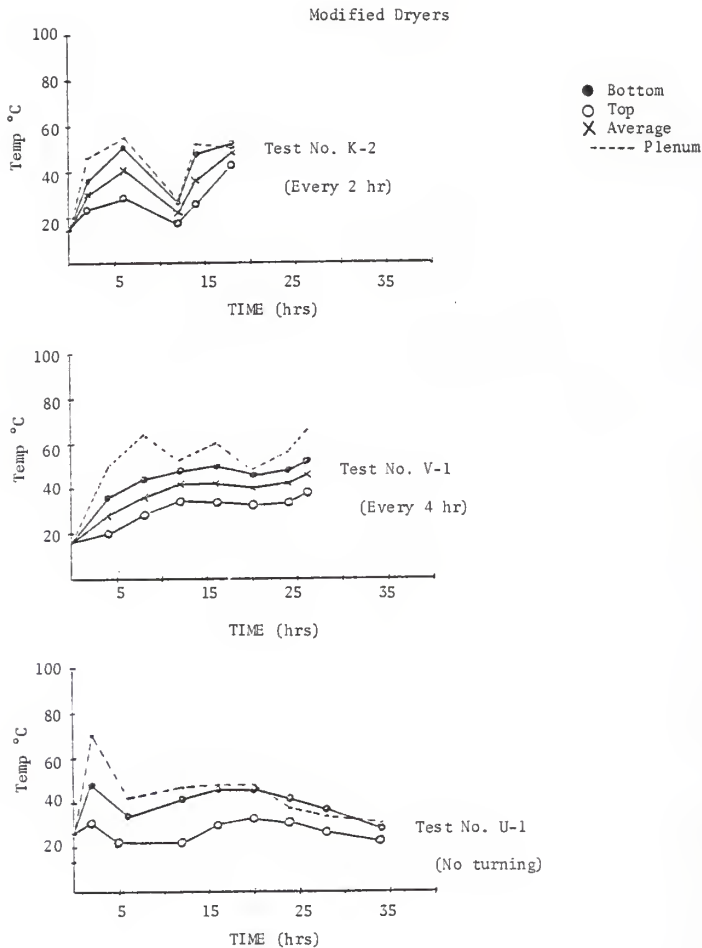 Modified Dryers
100
80
60
40
20
Temp °C
5 15 25 35
TIME (hrs)
Test No. K-2
(Every 2 hr)
● Bottom
O Top
X Average
----- Plenum
100
80
60
40
20
Temp °C
5 15 25 35
TIME (hrs)
Test No. V-1
(Every 4 hr)
100
80
60
40
20
Temp °C
5 15 25 35
TIME (hrs)
Test No. U-1
(No turning)